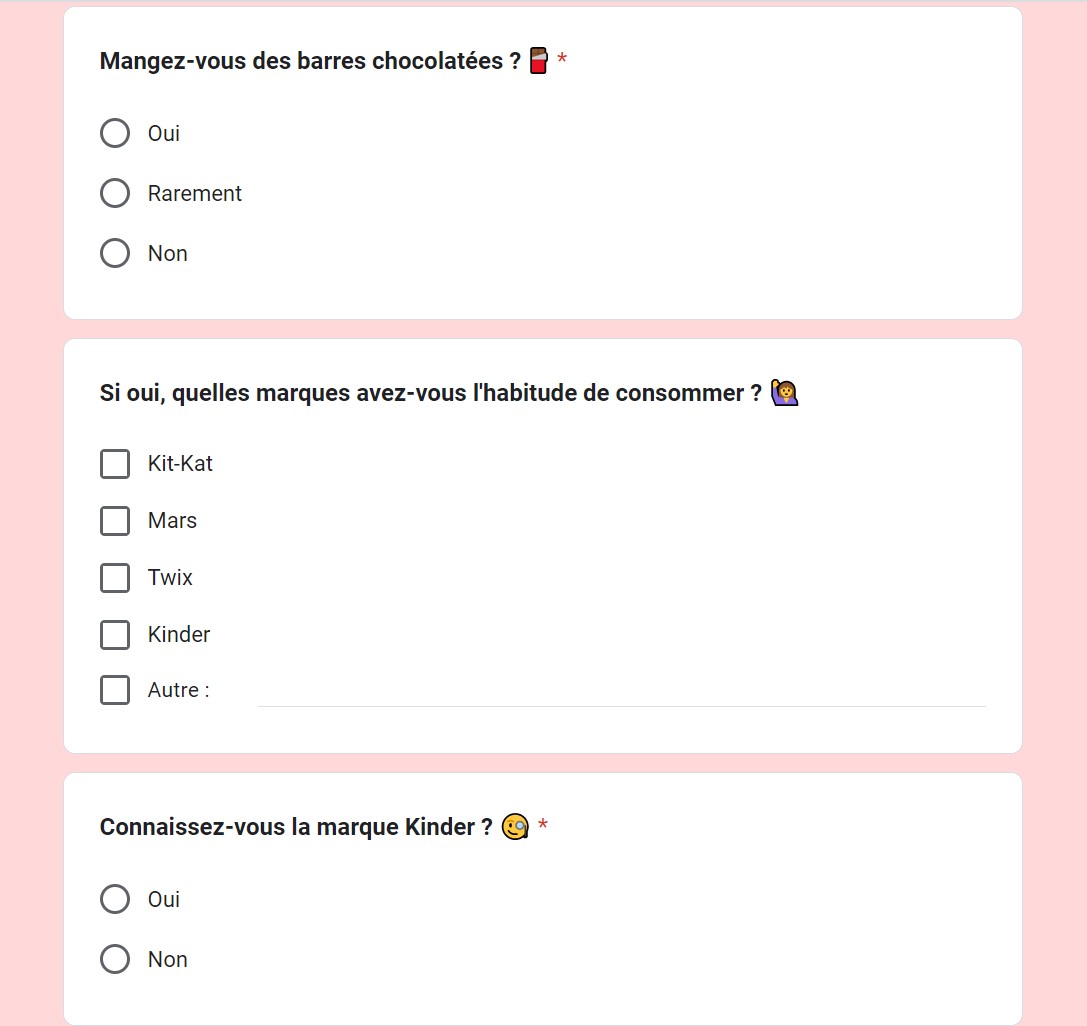 Mangez-vous des barres chocolatées ? 🍫 *
Oui
Rarement
Non
Si oui, quelles marques avez-vous l'habitude de consommer ? 🙋‍♀️
Kit-Kat
Mars
Twix
Kinder
Autre :
Connaissez-vous la marque Kinder ? 🧐 *
Oui
Non